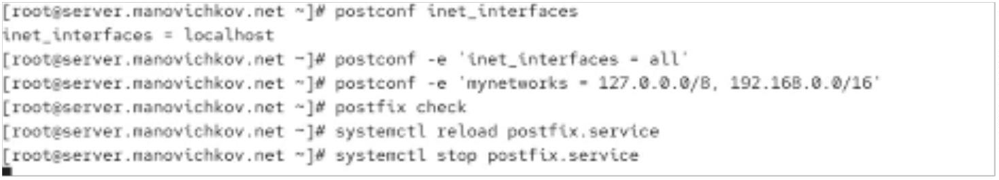 [root@server.manovichkov.net ~]# postconf inet_interfaces
inet_interfaces = localhost
[root@server.manovichkov.net ~]# postconf -e 'inet_interfaces = all'
[root@server.manovichkov.net ~]# postconf -e 'mynetworks = 127.0.0.0/8, 192.168.0.0/16'
[root@server.manovichkov.net ~]# postfix check
[root@server.manovichkov.net ~]# systemctl reload postfix.service
[root@server.manovichkov.net ~]# systemctl stop postfix.service